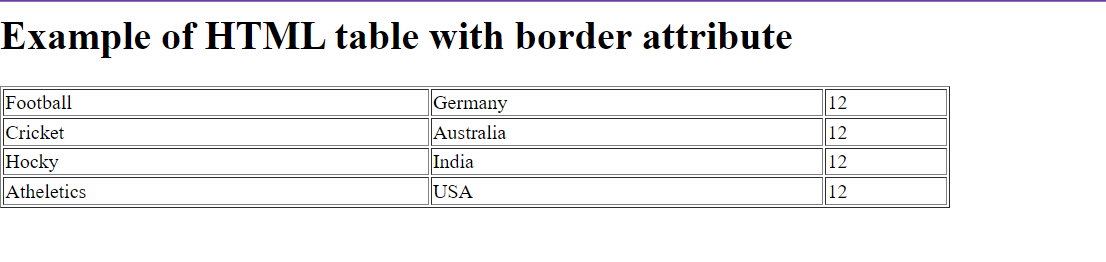 Example of HTML table with border attribute
Football Germany 12
Cricket Australia 12
Hocky India 12
Atheletics USA 12